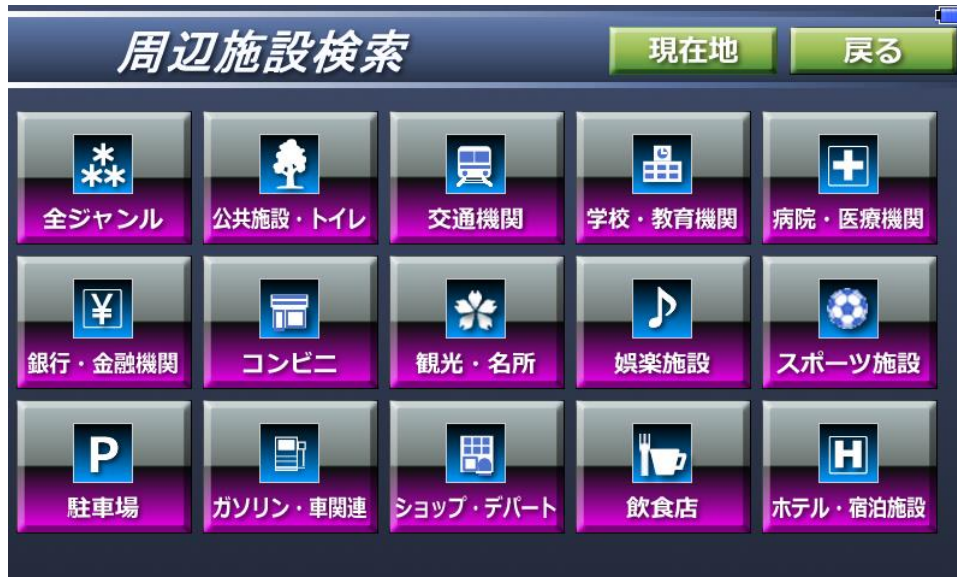 周辺施設検索
現在地
戻る
全ジャンル
公共施設・トイレ
交通機関
学校・教育機関
病院・医療機関
¥
銀行・金融機関
コンビニ
観光・名所
娯楽施設
スポーツ施設
P
駐車場
ガソリン・車関連
ショップ・デパート
飲食店
H
ホテル・宿泊施設